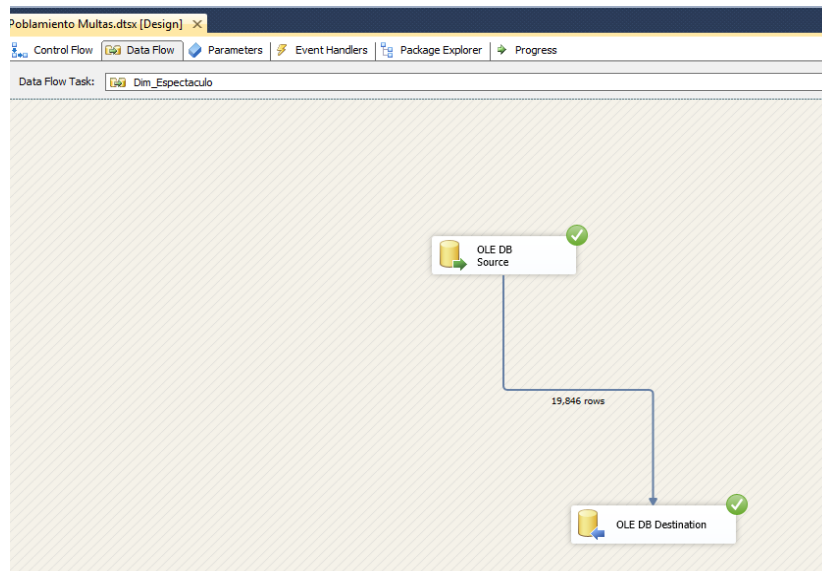 Poblamiento Multas.dtsx [Design]
Control Flow Data Flow Parameters Event Handlers Package Explorer Progress
Data Flow Task: Dim_Espectaculo
OLE DB
Source
19,846 rows
OLE DB Destination